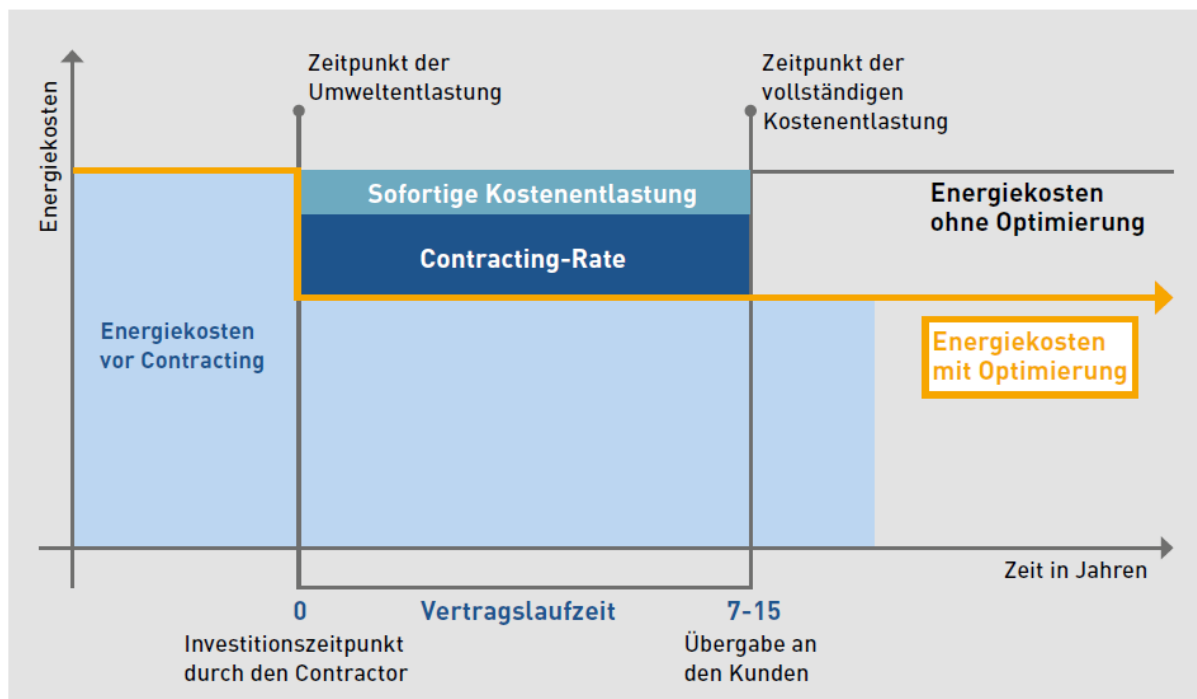 Zeitpunkt der
Umweltentlastung
Zeitpunkt der
vollständigen
Kostenentlastung
Energiekosten
Sofortige Kostenentlastung
Contracting-Rate
Energiekosten
ohne Optimierung
Energiekosten
vor Contracting
Energiekosten
mit Optimierung
Zeit in Jahren
0
Vertragslaufzeit
7-15
Investitionszeitpunkt
durch den Contractor
Übergabe an
den Kunden